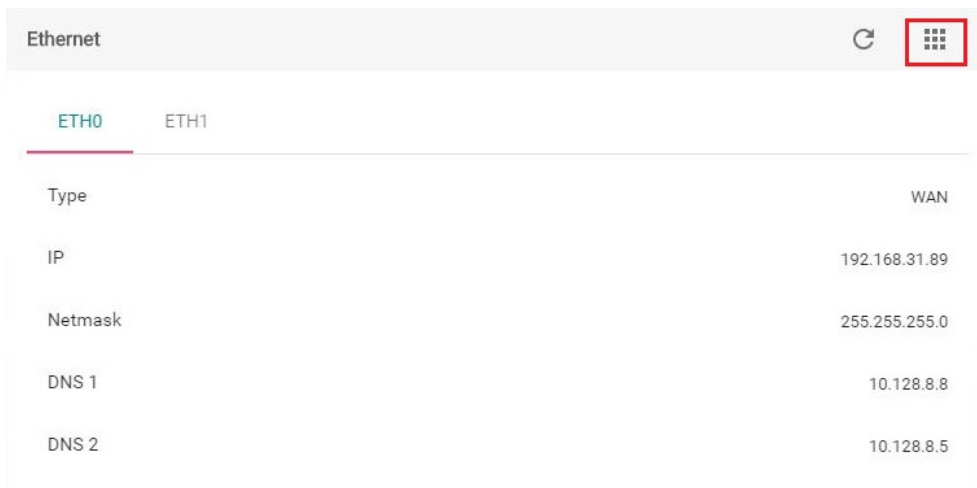 Ethernet
ETH0 ETH1
Type WAN
IP 192.168.31.89
Netmask 255.255.255.0
DNS 1 10.128.8.8
DNS 2 10.128.8.5